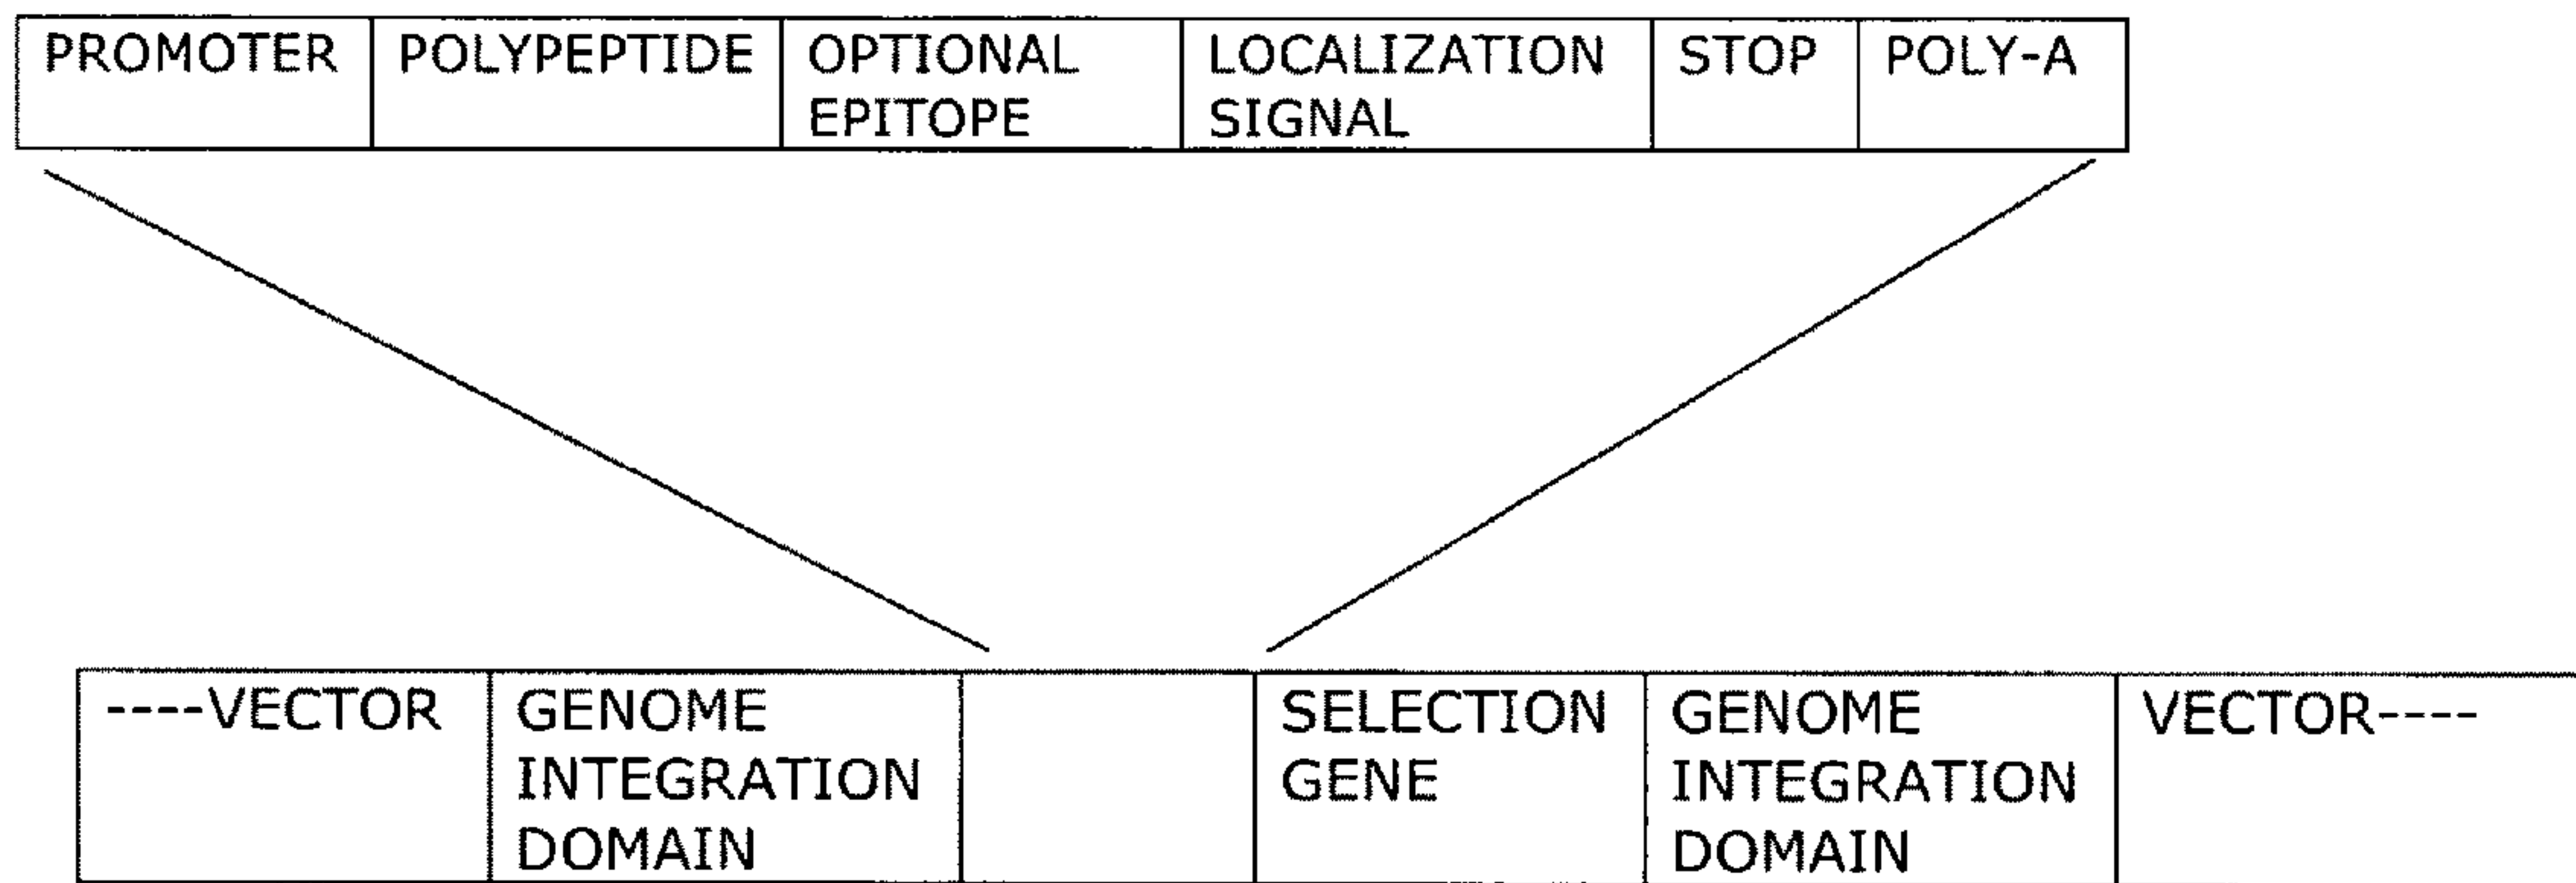 PROMOTER POLYPEPTIDE OPTIONAL LOCALIZATION STOP POLY-A
EPITOPE SIGNAL
----VECTOR GENOME SELECTION GENOME VECTOR----
INTEGRATION GENE INTEGRATION
DOMAIN DOMAIN